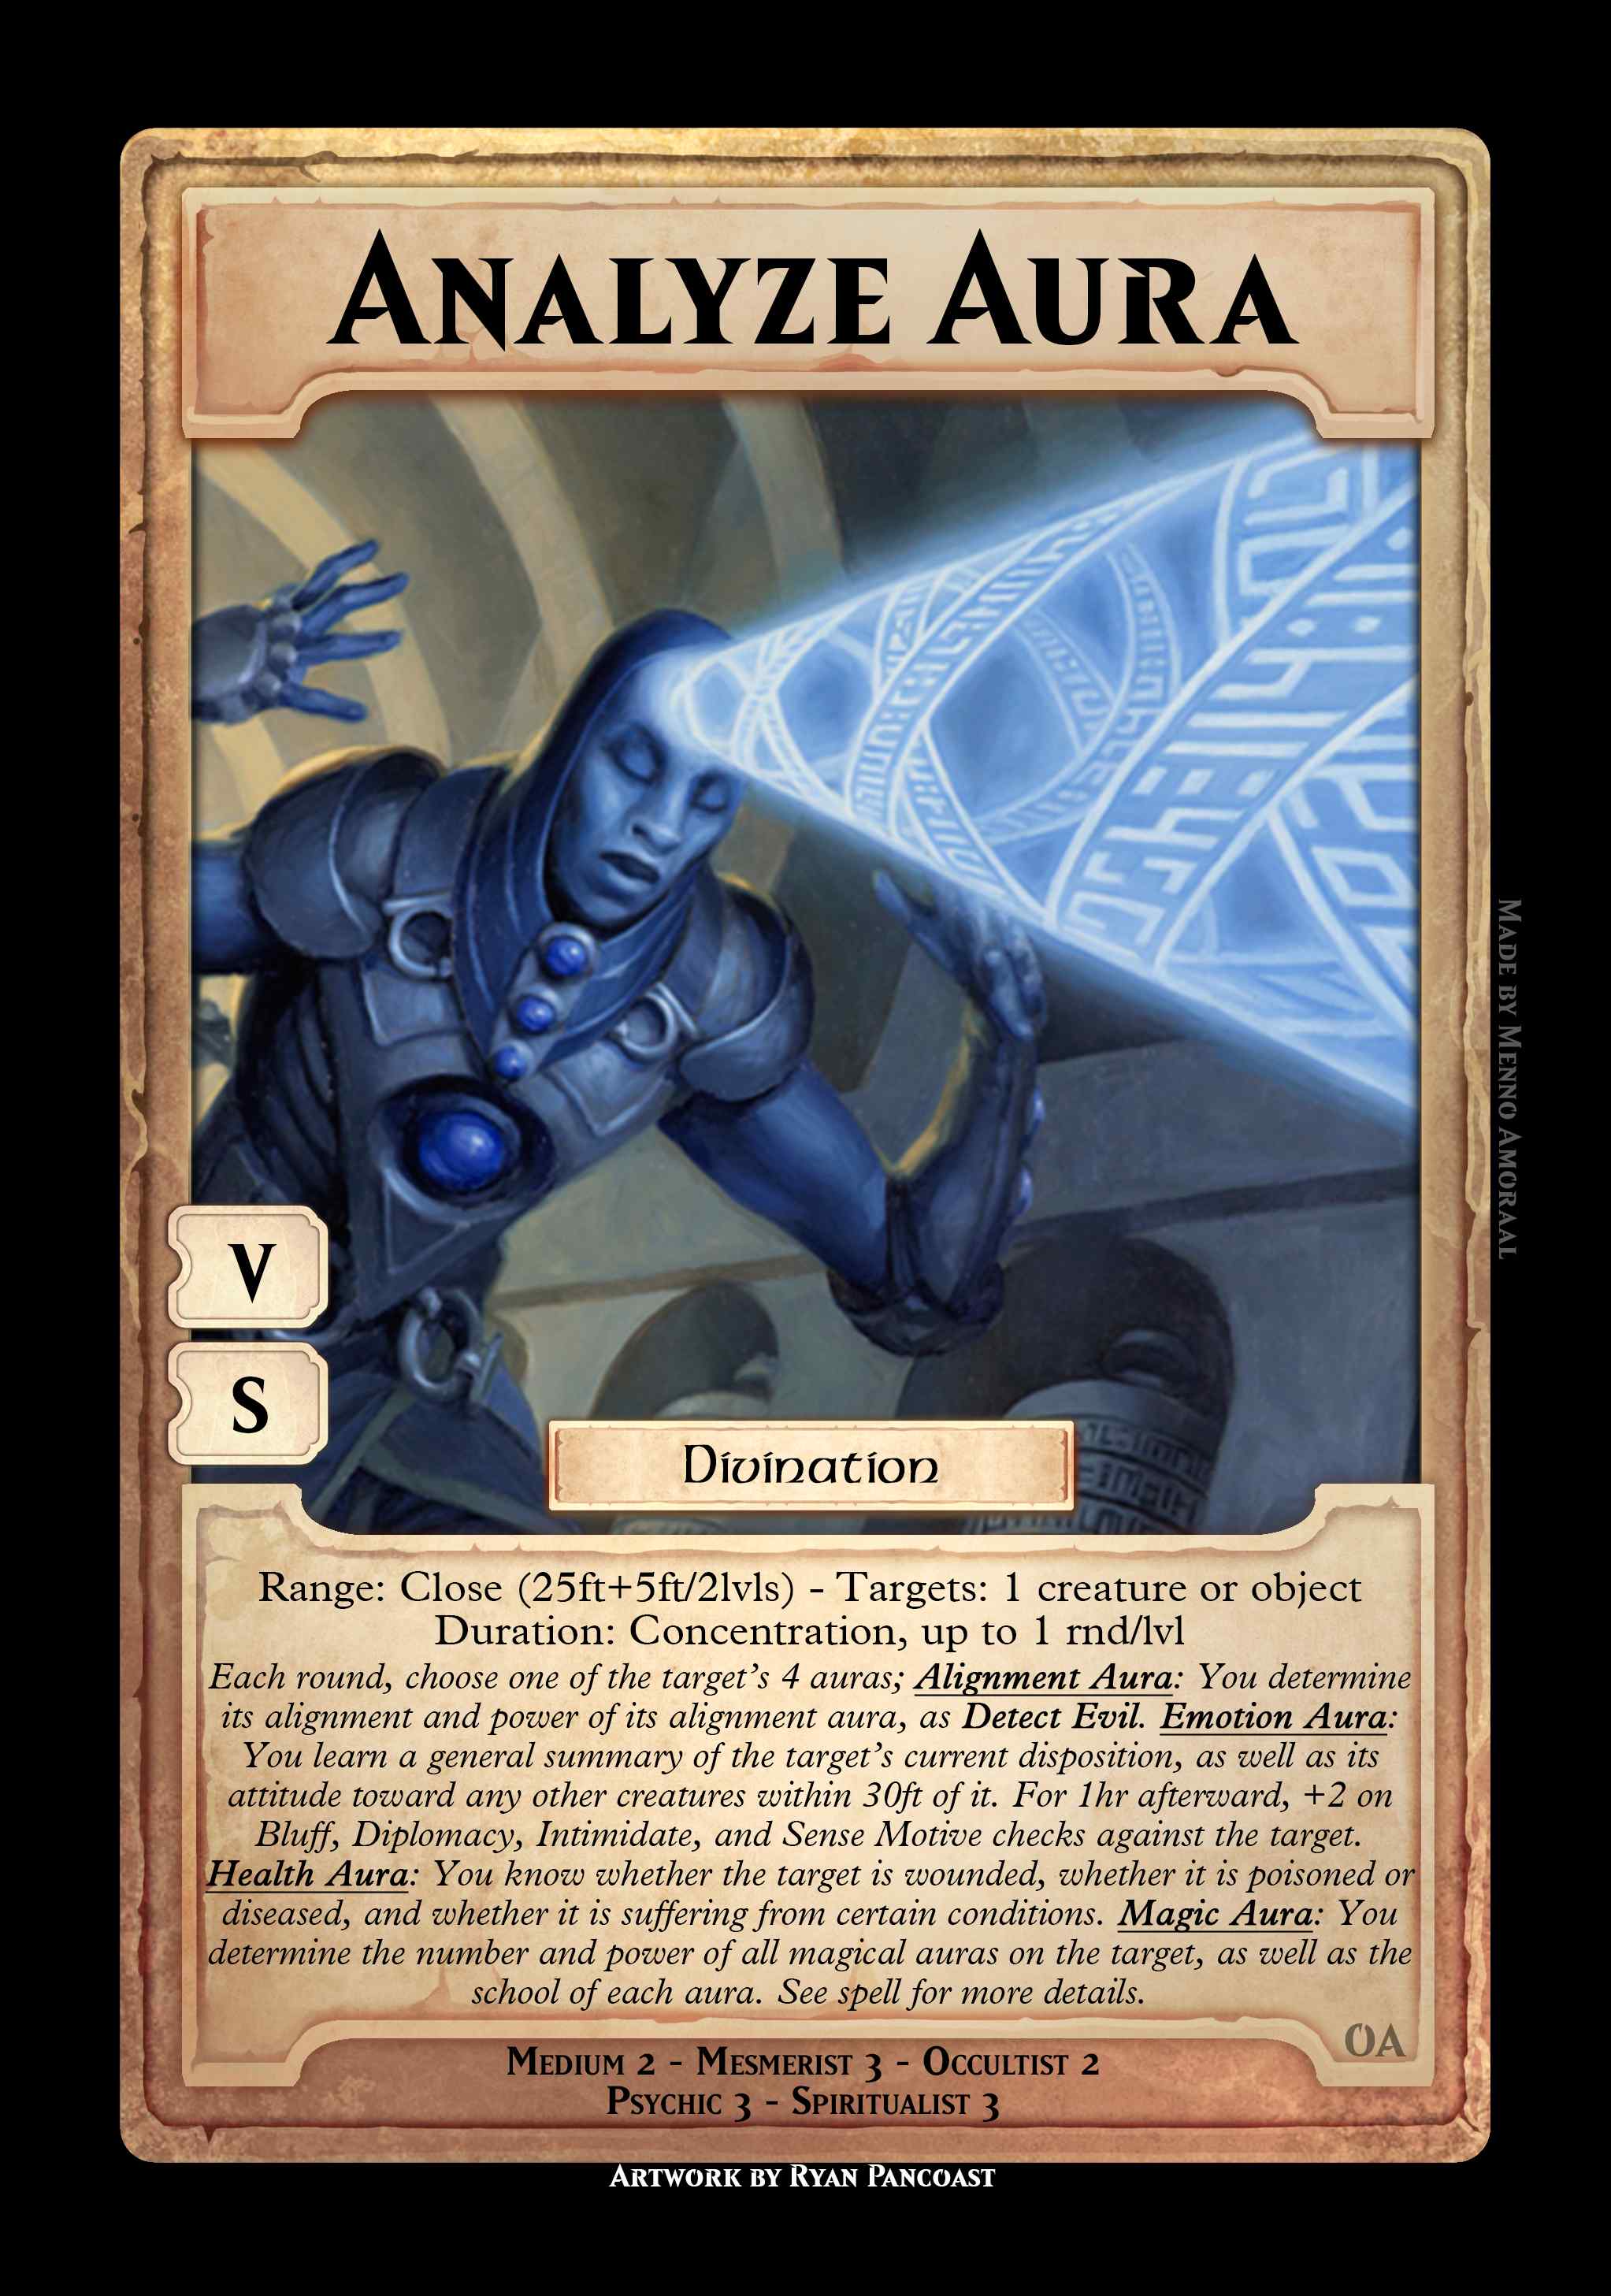 Analyze Aura
V
S
Divination
Range: Close (25ft+5ft/2lvls) - Targets: 1 creature or object
Duration: Concentration, up to 1 rnd/lvl
Each round, choose one of the target's 4 auras; Alignment Aura: You determine
its alignment and power of its alignment aura, as Detect Evil. Emotion Aura:
You learn a general summary of the target's current disposition, as well as its
attitude toward any other creatures within 30ft of it. For 1hr afterward, +2 on
Bluff, Diplomacy, Intimidate, and Sense Motive checks against the target.
Health Aura: You know whether the target is wounded, whether it is poisoned or
diseased, and whether it is suffering from certain conditions. Magic Aura: You
determine the number and power of all magical auras on the target, as well as the
school of each aura. See spell for more details.
OA
Medium 2 - Mesmerist 3 - Occultist 2
Psychic 3 - Spiritualist 3
Artwork by Ryan Pancoast
Made by Menno Amoraal